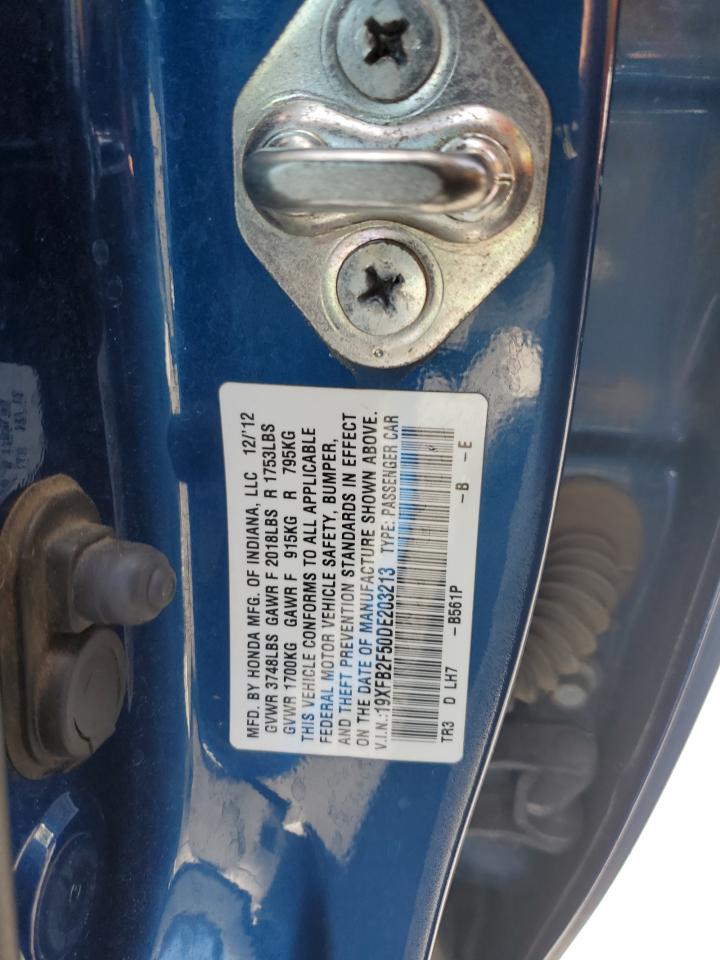 MFD. BY HONDA MFG. OF INDIANA, LLC 12/'12
GVWR 3748LBS GAWR F 2018LBS R 1753LBS
GVWR 1700KG GAWR F 915KG R 795KG
THIS VEHICLE CONFORMS TO ALL APPLICABLE
FEDERAL MOTOR VEHICLE SAFETY, BUMPER,
AND THEFT PREVENTION STANDARDS IN EFFECT
ON THE DATE OF MANUFACTURE SHOWN ABOVE.
V.I.N.:19XFB2F50DE203213 TYPE: PASSENGER CAR
TR3 D LH7 -B561P -B -E